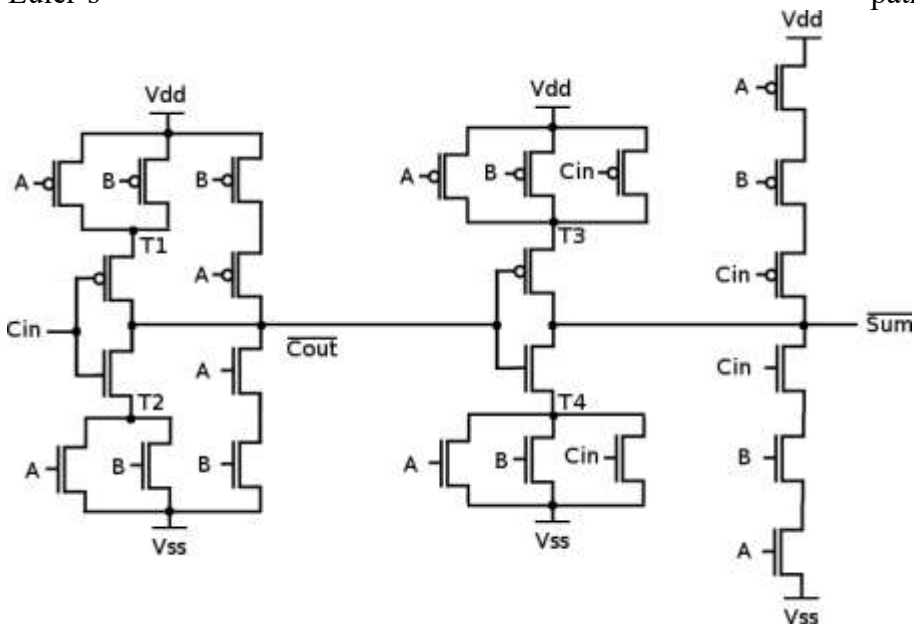 Euler's path
Vdd
A
Vdd
Vdd
A B B
A B Cin
B
T1
T3
A
Cin
Cin
Cout
Sum
A
Cin
T2
T4
A B B
A B Cin
B
Vss
Vss
A
Vss